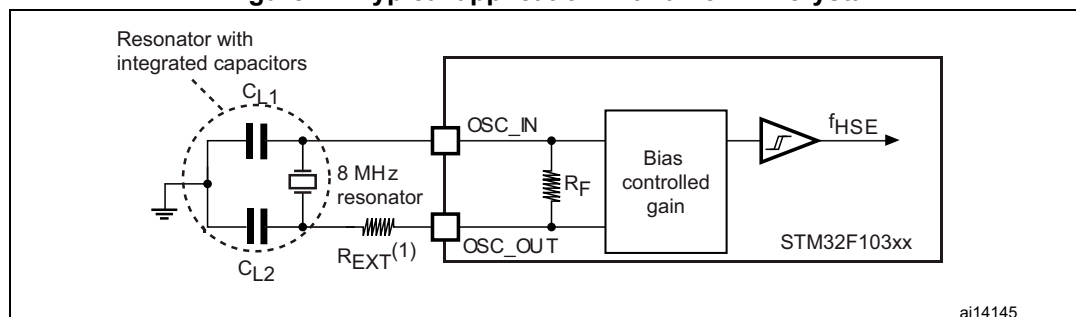 Resonator with
integrated capacitors
CL1
OSC_IN
fHSE
8 MHz
resonator
RF
Bias
controlled
gain
REXT(1)
OSC_OUT
STM32F103xx
CL2
ai14145